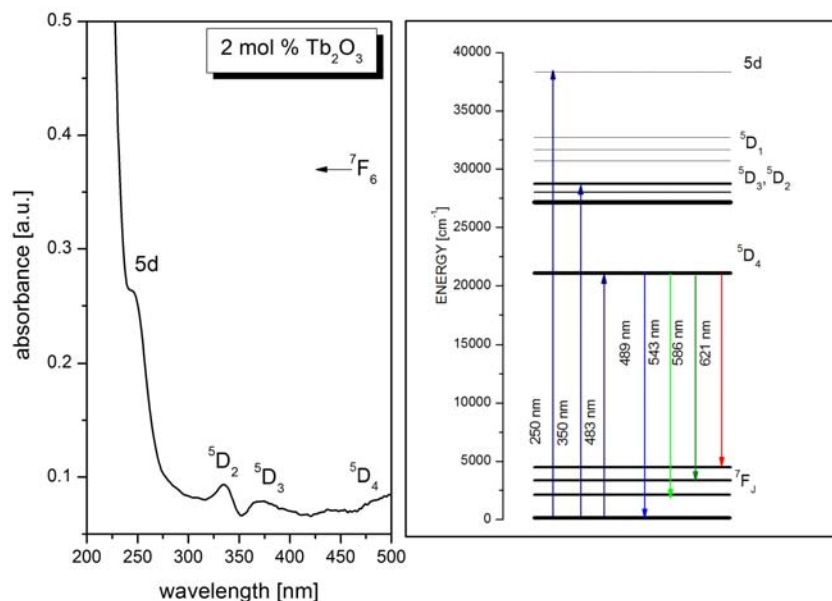 2 mol % Tb₂O₃
⁷F₆
5d
⁵D₂
⁵D₃
⁵D₄
absorbance [a.u.]
0.5
0.4
0.3
0.2
0.1
200 250 300 350 400 450 500
wavelength [nm]
ENERGY [cm⁻¹]
40000
35000
30000
25000
20000
15000
10000
5000
0
5d
⁵D₁
⁵D₃, ⁵D₂
⁵D₄
⁷F_J
250 nm
350 nm
483 nm
489 nm
543 nm
586 nm
621 nm